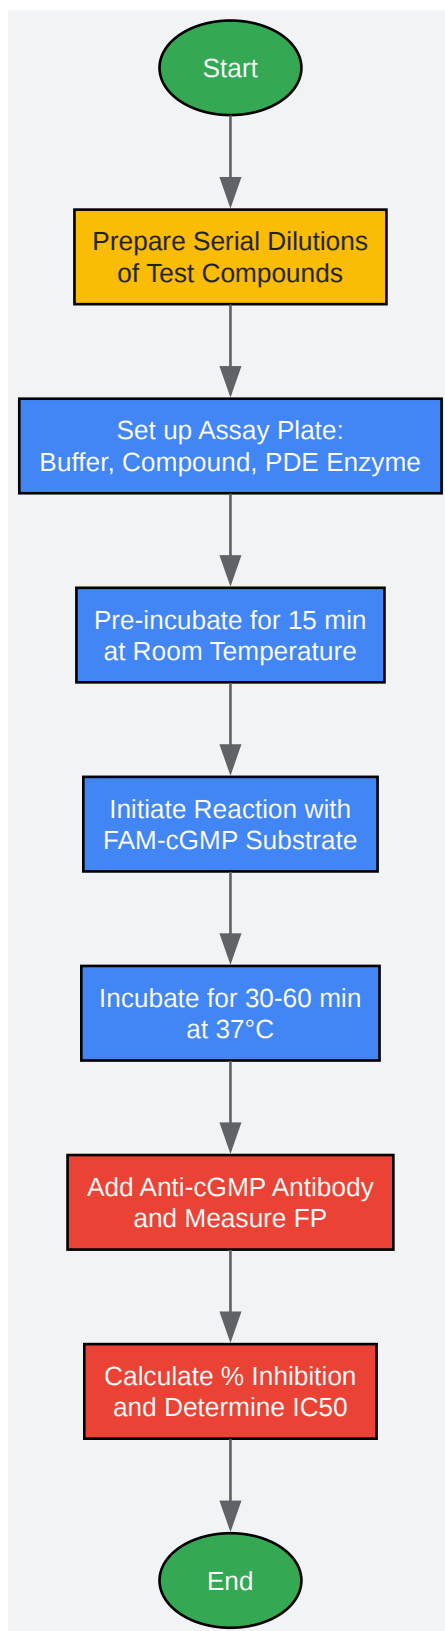 Start
Prepare Serial Dilutions
of Test Compounds
Set up Assay Plate:
Buffer, Compound, PDE Enzyme
Pre-incubate for 15 min
at Room Temperature
Initiate Reaction with
FAM-cGMP Substrate
Incubate for 30-60 min
at 37°C
Add Anti-cGMP Antibody
and Measure FP
Calculate % Inhibition
and Determine IC50
End